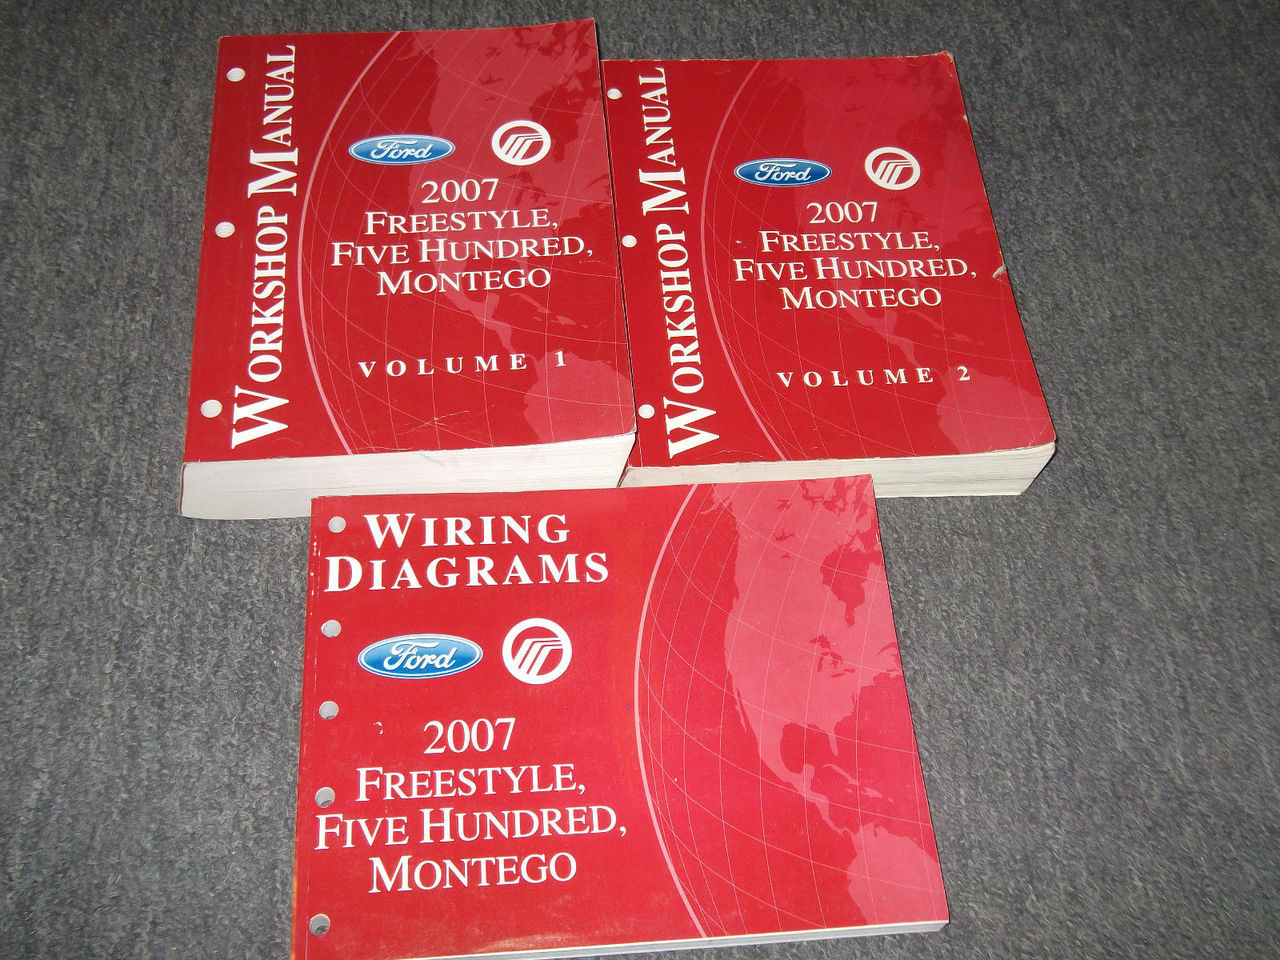 WORKSHOP MANUAL
Ford
2007
FREESTYLE,
FIVE HUNDRED,
MONTEGO
VOLUME 1
WORKSHOP MANUAL
Ford
2007
FREESTYLE,
FIVE HUNDRED,
MONTEGO
VOLUME 2
WIRING
DIAGRAMS
Ford
2007
FREESTYLE,
FIVE HUNDRED,
MONTEGO